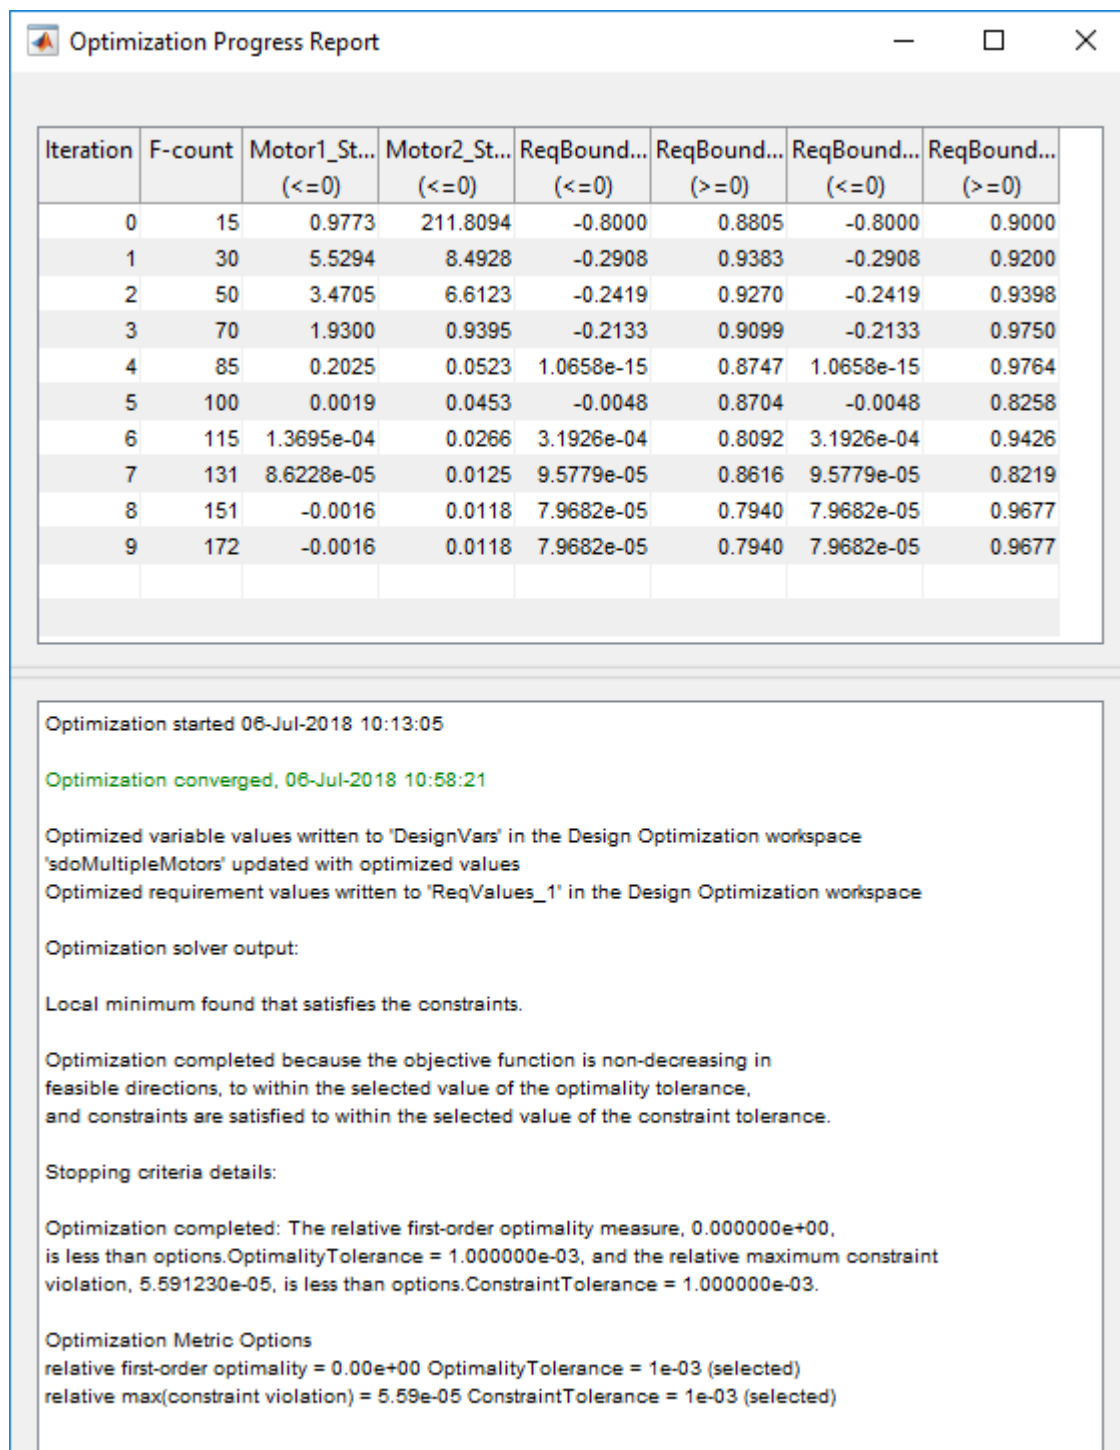 Optimization Progress Report
Iteration F-count Motor1_St... Motor2_St... ReqBound... ReqBound... ReqBound... ReqBound...
(<=0) (<=0) (<=0) (>=0) (<=0) (>=0)
0 15 0.9773 211.8094 -0.8000 0.8805 -0.8000 0.9000
1 30 5.5294 8.4928 -0.2908 0.9383 -0.2908 0.9200
2 50 3.4705 6.6123 -0.2419 0.9270 -0.2419 0.9398
3 70 1.9300 0.9395 -0.2133 0.9099 -0.2133 0.9750
4 85 0.2025 0.0523 1.0658e-15 0.8747 1.0658e-15 0.9764
5 100 0.0019 0.0453 -0.0048 0.8704 -0.0048 0.8258
6 115 1.3695e-04 0.0266 3.1926e-04 0.8092 3.1926e-04 0.9426
7 131 8.6228e-05 0.0125 9.5779e-05 0.8616 9.5779e-05 0.8219
8 151 -0.0016 0.0118 7.9682e-05 0.7940 7.9682e-05 0.9677
9 172 -0.0016 0.0118 7.9682e-05 0.7940 7.9682e-05 0.9677
Optimization started 06-Jul-2018 10:13:05
Optimization converged, 06-Jul-2018 10:58:21
Optimized variable values written to 'DesignVars' in the Design Optimization workspace
'sdoMultipleMotors' updated with optimized values
Optimized requirement values written to 'ReqValues_1' in the Design Optimization workspace
Optimization solver output:
Local minimum found that satisfies the constraints.
Optimization completed because the objective function is non-decreasing in
feasible directions, to within the selected value of the optimality tolerance,
and constraints are satisfied to within the selected value of the constraint tolerance.
Stopping criteria details:
Optimization completed: The relative first-order optimality measure, 0.000000e+00,
is less than options.OptimalityTolerance = 1.000000e-03, and the relative maximum constraint
violation, 5.591230e-05, is less than options.ConstraintTolerance = 1.000000e-03.
Optimization Metric Options
relative first-order optimality = 0.00e+00 OptimalityTolerance = 1e-03 (selected)
relative max(constraint violation) = 5.59e-05 ConstraintTolerance = 1e-03 (selected)